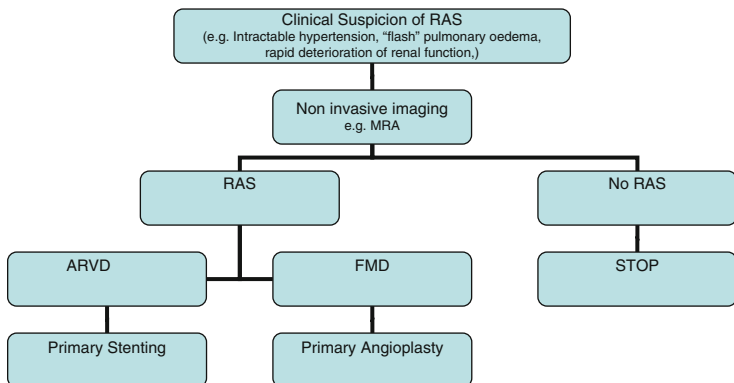 Clinical Suspicion of RAS
(e.g. Intractable hypertension, “flash” pulmonary oedema,
rapid deterioration of renal function,)
Non invasive imaging
e.g. MRA
RAS
No RAS
ARVD
FMD
STOP
Primary Stenting
Primary Angioplasty